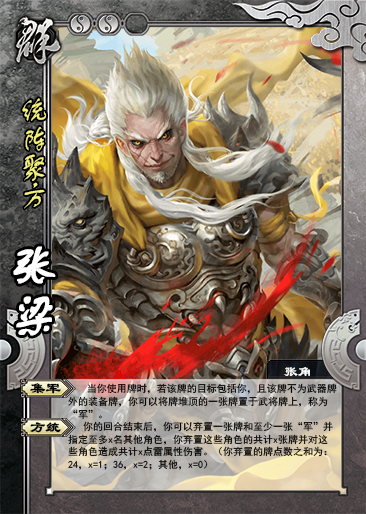 群
统阵聚方
张梁
张角
集军
当你使用牌时，若该牌的目标包括你，且该牌不为武器牌
外的装备牌，你可以将牌堆顶的一张牌置于武将牌上，称为
“军”。
方统
你的回合结束后，你可以弃置一张牌和至少一张“军”并
指定至多x名其他角色，你弃置这些角色的共计x张牌并对这
些角色造成共计x点雷属性伤害。（你弃置的牌点数之和为：
24，x=1；36，x=2；其他，x=0）